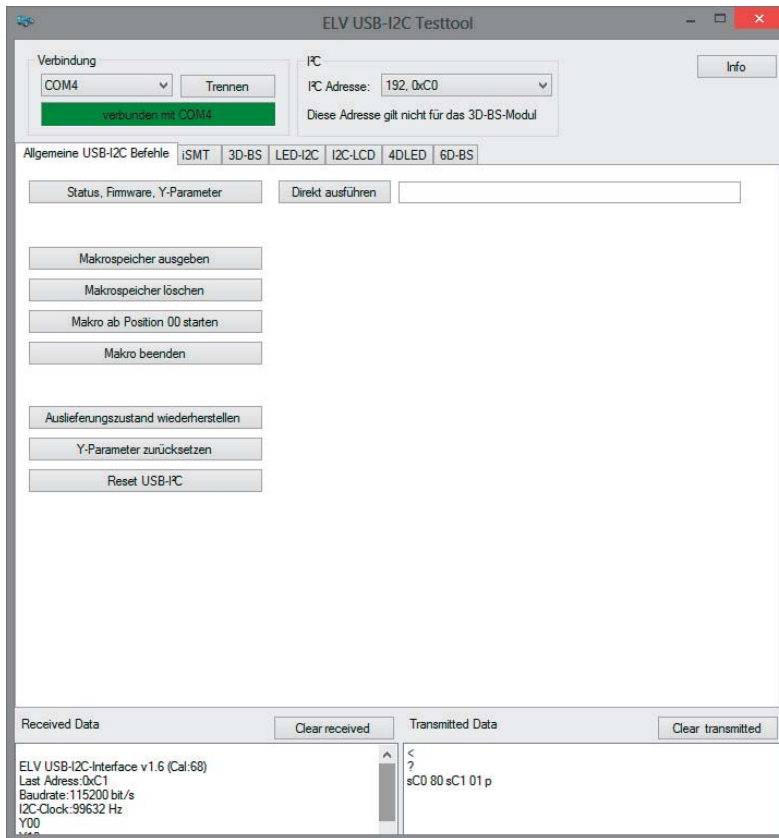 ELV USB-I2C Testtool
Verbindung
COM4 Trennen
verbunden mit COM4
I²C
I²C Adresse: 192, 0xC0
Diese Adresse gilt nicht für das 3D-BS-Modul
Info
Allgemeine USB-I2C Befehle iSMT 3D-BS LED-I2C I2C-LCD 4DLED 6D-BS
Status, Firmware, Y-Parameter Direkt ausführen
Makrospeicher ausgeben
Makrospeicher löschen
Makro ab Position 00 starten
Makro beenden
Auslieferungszustand wiederherstellen
Y-Parameter zurücksetzen
Reset USB-I²C
Received Data Clear received
ELV USB-I2C-Interface v1.6 (Cal:68)
Last Adress:0xC1
Baudrate:115200 bit/s
I2C-Clock:99632 Hz
Y00
Transmitted Data Clear transmitted
<
?
sC0 80 sC1 01 p